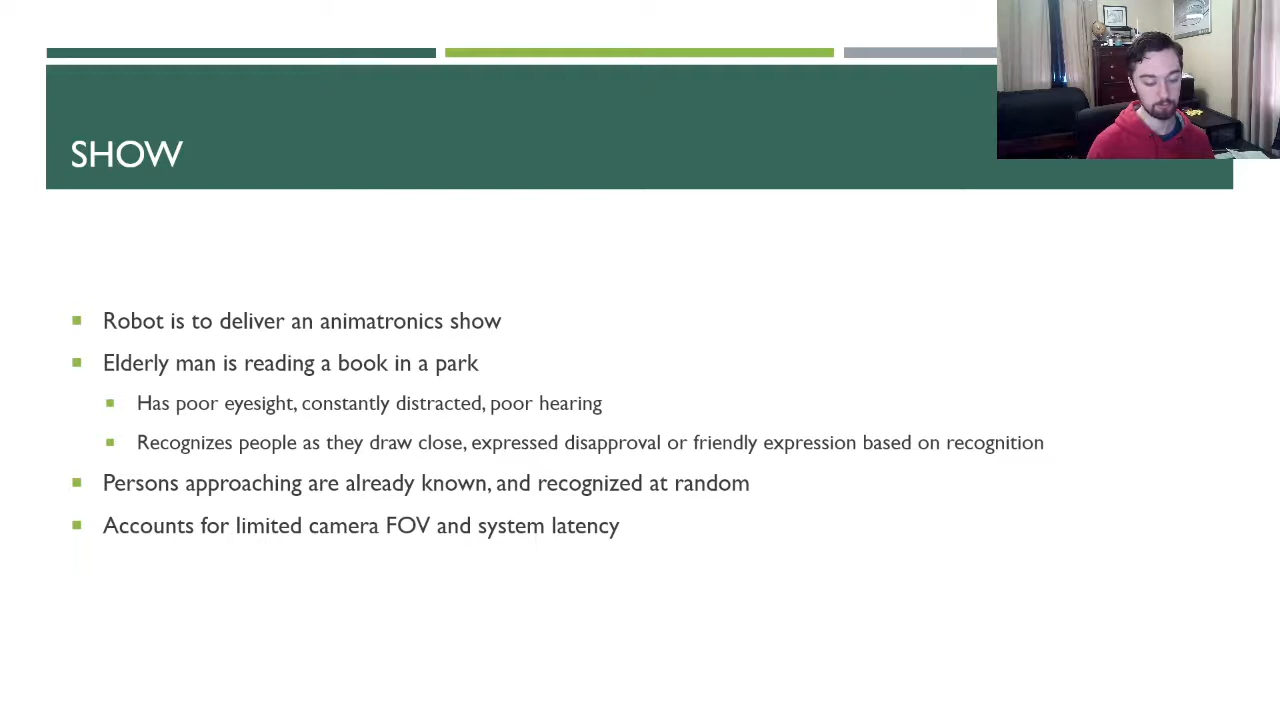 SHOW
Robot is to deliver an animatronics show
Elderly man is reading a book in a park
Has poor eyesight, constantly distracted, poor hearing
Recognizes people as they draw close, expressed disapproval or friendly expression based on recognition
Persons approaching are already known, and recognized at random
Accounts for limited camera FOV and system latency